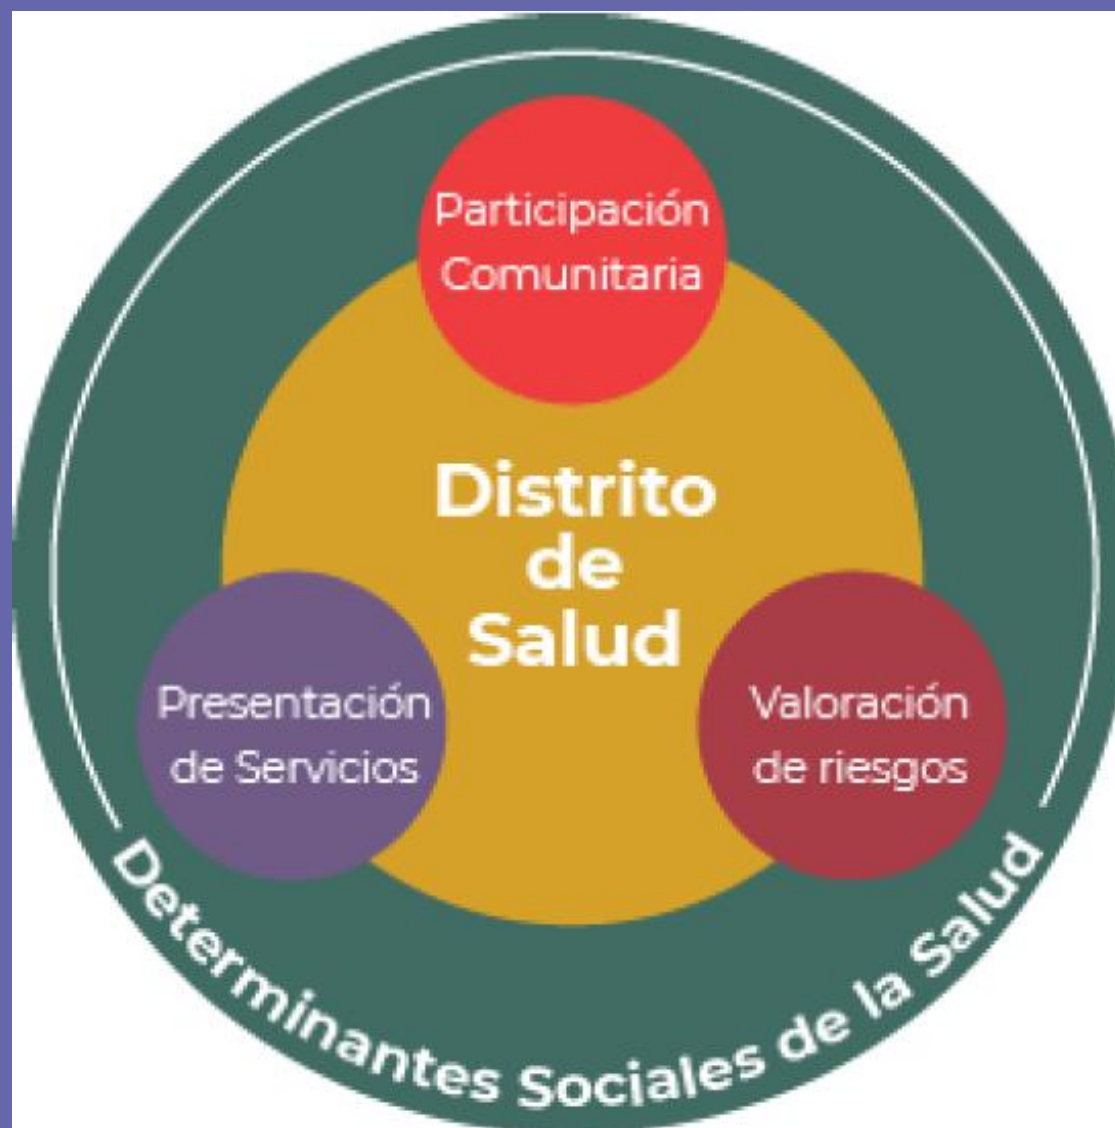 Participación
Comunitaria
Distrito
de
Salud
Presentación
de Servicios
Valoración
de riesgos
Determinantes Sociales de la Salud